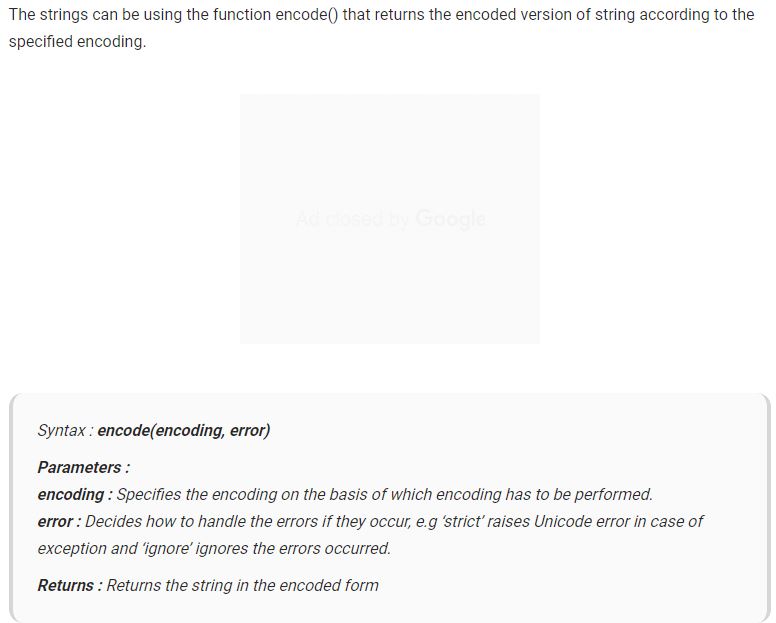 The strings can be using the function encode() that returns the encoded version of string according to the
specified encoding.
Ad closed by Google
Syntax : encode(encoding, error)
Parameters :
encoding : Specifies the encoding on the basis of which encoding has to be performed.
error : Decides how to handle the errors if they occur, e.g ‘strict’ raises Unicode error in case of
exception and ‘ignore’ ignores the errors occurred.
Returns : Returns the string in the encoded form